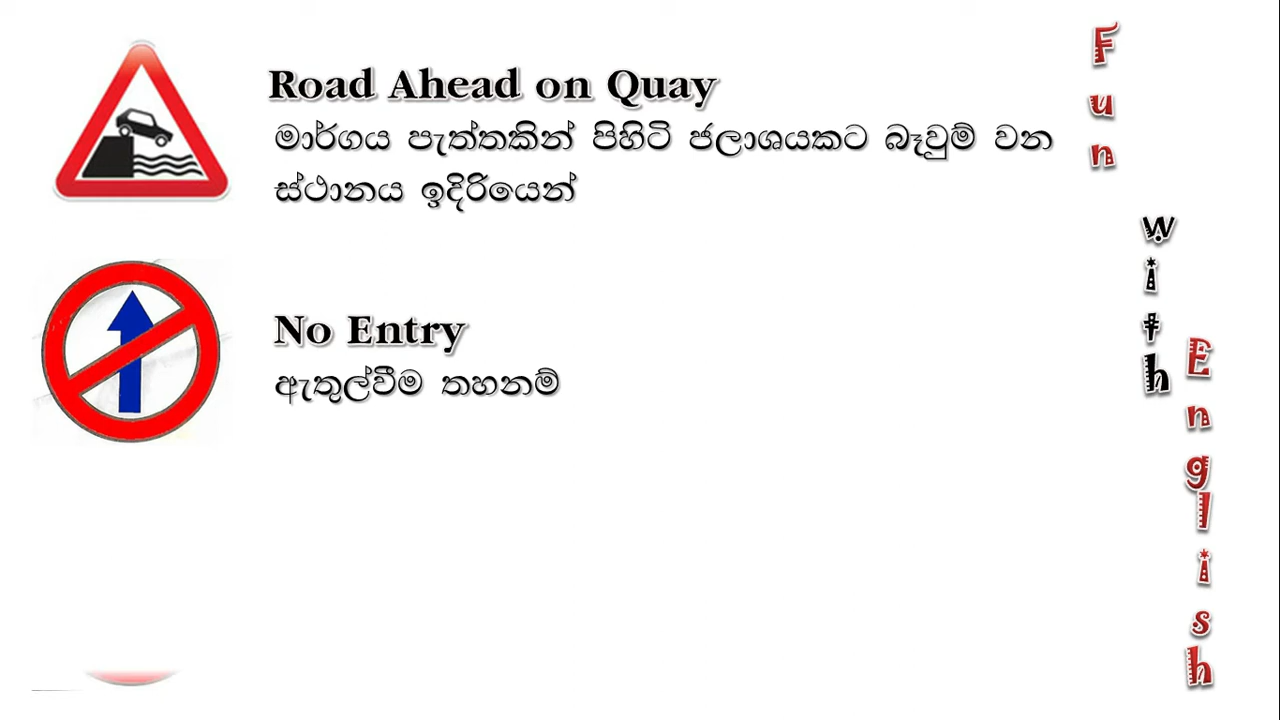 Road Ahead on Quay
මාර්ගය පැත්තකින් පිහිටි ජලාශයකට බෑවුම් වන
ස්ථානය ඉදිරියෙන්
No Entry
ඇතුල්වීම තහනම්
Fun
with
English